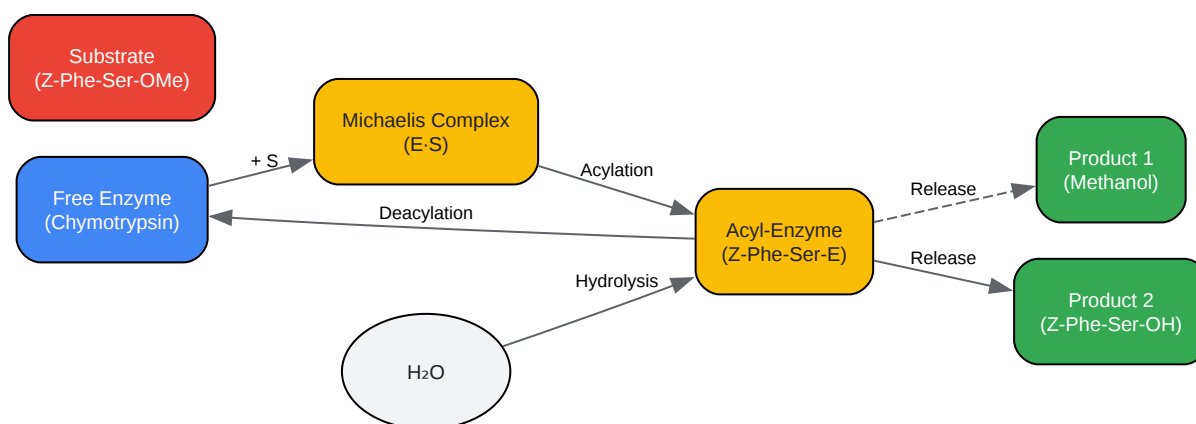 Substrate
(Z-Phe-Ser-OMe)
Free Enzyme
(Chymotrypsin)
+ S
Michaelis Complex
(E·S)
Acylation
Deacylation
Acyl-Enzyme
(Z-Phe-Ser-E)
Hydrolysis
H₂O
Release
Product 1
(Methanol)
Release
Product 2
(Z-Phe-Ser-OH)